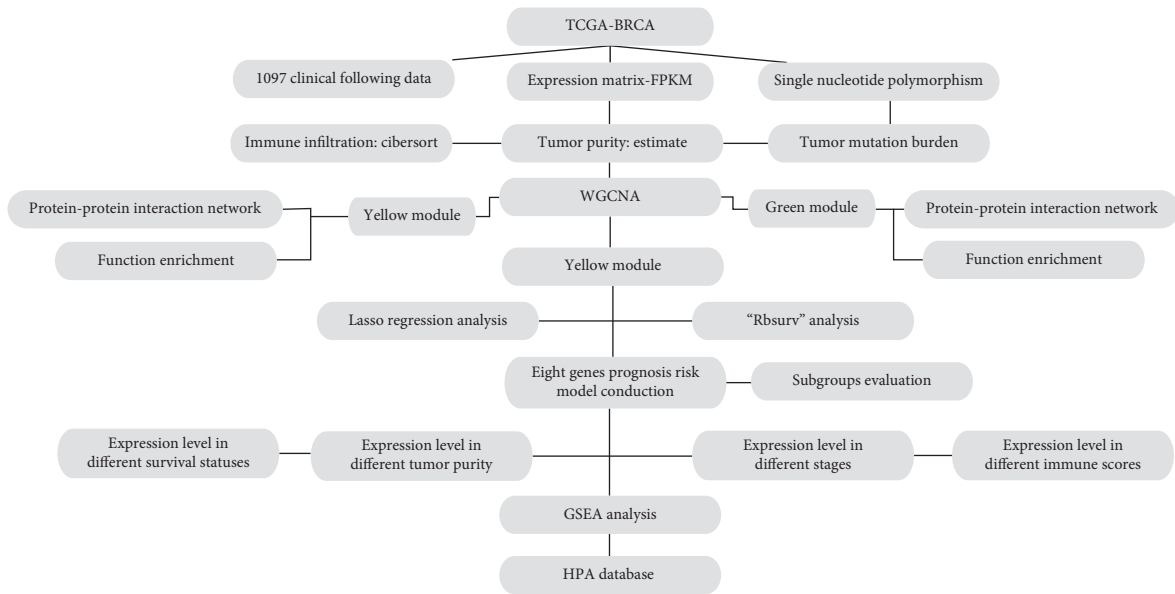 TCGA-BRCA
1097 clinical following data
Expression matrix-FPKM
Single nucleotide polymorphism
Immune infiltration: cibersort
Tumor purity: estimate
Tumor mutation burden
WGCNA
Protein-protein interaction network
Yellow module
Green module
Protein-protein interaction network
Function enrichment
Function enrichment
Yellow module
Lasso regression analysis
“Rbsurv” analysis
Eight genes prognosis risk
model conduction
Subgroups evaluation
Expression level in
different survival statuses
Expression level in
different tumor purity
Expression level in
different stages
Expression level in
different immune scores
GSEA analysis
HPA database